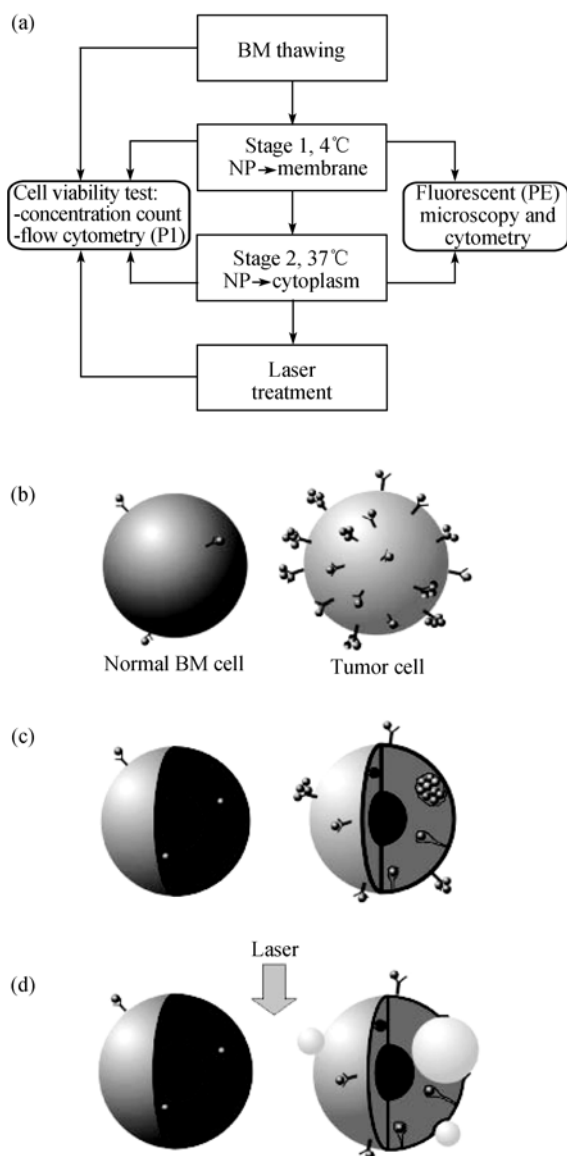 (a)
BM thawing
Stage 1, 4℃
NP→membrane
Cell viability test:
-concentration count
-flow cytometry (P1)
Fluorescent (PE)
microscopy and
cytometry
Stage 2, 37℃
NP→cytoplasm
Laser
treatment
(b)
Normal BM cell
Tumor cell
(c)
Laser
(d)